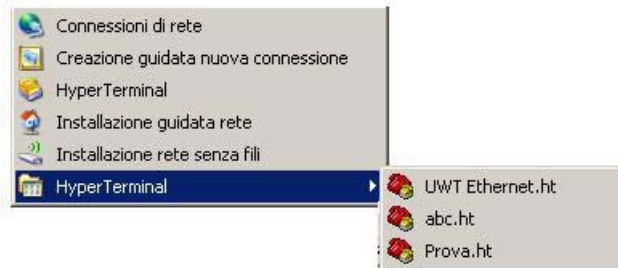 Connessioni di rete
Creazione guidata nuova connessione
HyperTerminal
Installazione guidata rete
Installazione rete senza fili
HyperTerminal
UWT Ethernet.ht
abc.ht
Prova.ht